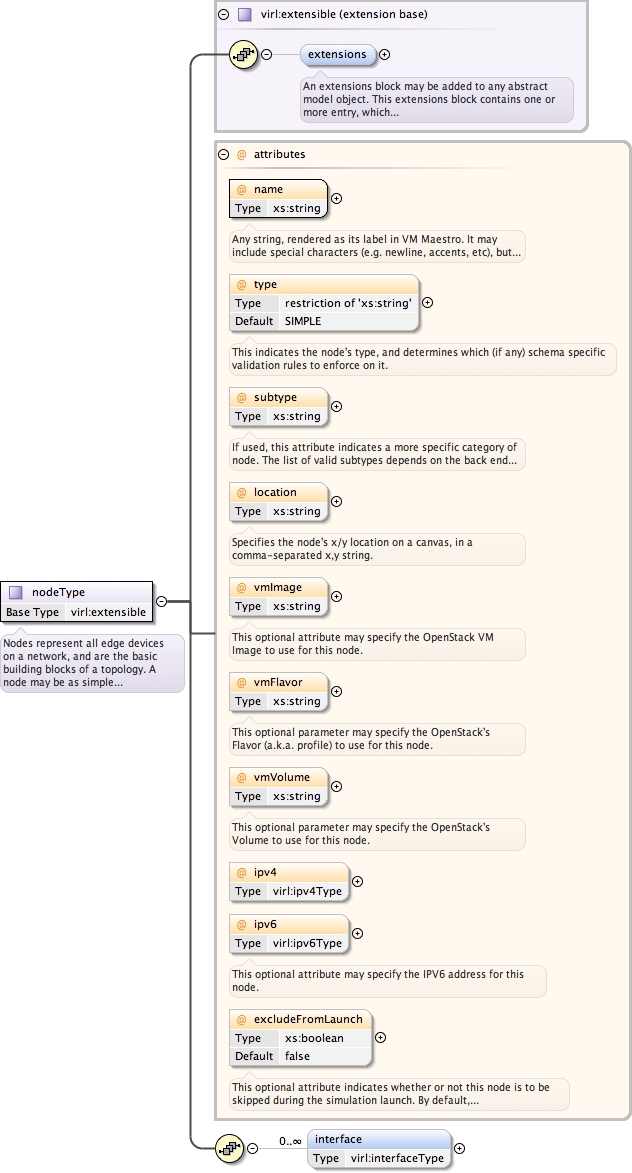 virl:extensible (extension base)
extensions
An extensions block may be added to any abstract
model object. This extensions block contains one or
more entry, which...
@ attributes
@ name
Type xs:string
Any string, rendered as its label in VM Maestro. It may
include special characters (e.g. newline, accents, etc), but...
@ type
Type restriction of 'xs:string'
Default SIMPLE
This indicates the node's type, and determines which (if any) schema specific
validation rules to enforce on it.
@ subtype
Type xs:string
If used, this attribute indicates a more specific category of
node. The list of valid subtypes depends on the back end...
@ location
Type xs:string
Specifies the node's x/y location on a canvas, in a
comma-separated x,y string.
nodeType
Base Type virl:extensible
Nodes represent all edge devices
on a network, and are the basic
building blocks of a topology. A
node may be as simple...
@ vmImage
Type xs:string
This optional attribute may specify the OpenStack VM
Image to use for this node.
@ vmFlavor
Type xs:string
This optional parameter may specify the OpenStack's
Flavor (a.k.a. profile) to use for this node.
@ vmVolume
Type xs:string
This optional parameter may specify the OpenStack's
Volume to use for this node.
@ ipv4
Type virl:ipv4Type
@ ipv6
Type virl:ipv6Type
This optional attribute may specify the IPV6 address for this
node.
@ excludeFromLaunch
Type xs:boolean
Default false
This optional attribute indicates whether or not this node is to be
skipped during the simulation launch. By default,...
0..∞
interface
Type virl:interfaceType